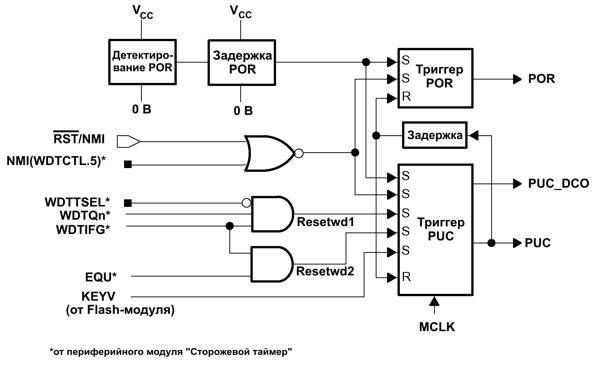 VCC
VCC
Детектиро-
вание POR
Задержка
POR
0 В
0 В
S
S
R
Триггер
POR
POR
RST/NMI
NMI(WDTCTL.5)*
Задержка
WDTTSEL*
WDTQn*
WDTIFG*
Resetwd1
Resetwd2
EQU*
KEYV
(от Flash-модуля)
S
S
S
S
S
R
Триггер
PUC
PUC_DCO
PUC
MCLK
*от периферийного модуля "Сторожевой таймер"